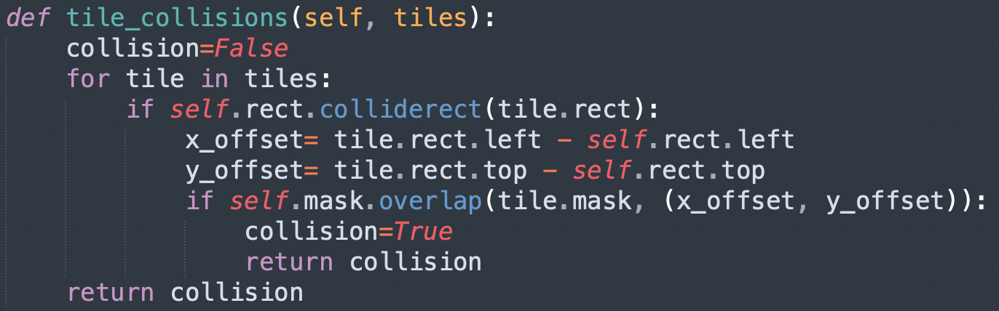 def tile_collisions(self, tiles):
    collision=False
    for tile in tiles:
        if self.rect.colliderect(tile.rect):
            x_offset= tile.rect.left - self.rect.left
            y_offset= tile.rect.top - self.rect.top
            if self.mask.overlap(tile.mask, (x_offset, y_offset)):
                collision=True
                return collision
    return collision